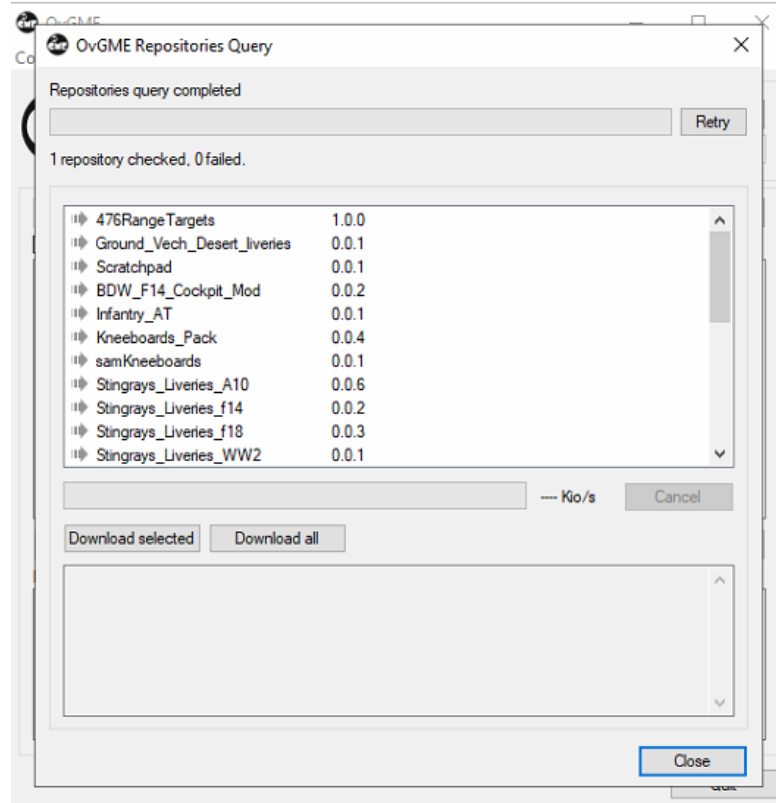 OvGME
OvGME Repositories Query
Co
Repositories query completed
Retry
1 repository checked, 0 failed.
476RangeTargets 1.0.0
Ground_Vech_Desert_liveries 0.0.1
Scratchpad 0.0.1
BDW_F14_Cockpit_Mod 0.0.2
Infantry_AT 0.0.1
Kneeboards_Pack 0.0.4
samKneeboards 0.0.1
Stingrays_Liveries_A10 0.0.6
Stingrays_Liveries_f14 0.0.2
Stingrays_Liveries_f18 0.0.3
Stingrays_Liveries_WW2 0.0.1
---- Kio/s Cancel
Download selected Download all
Close
Quit